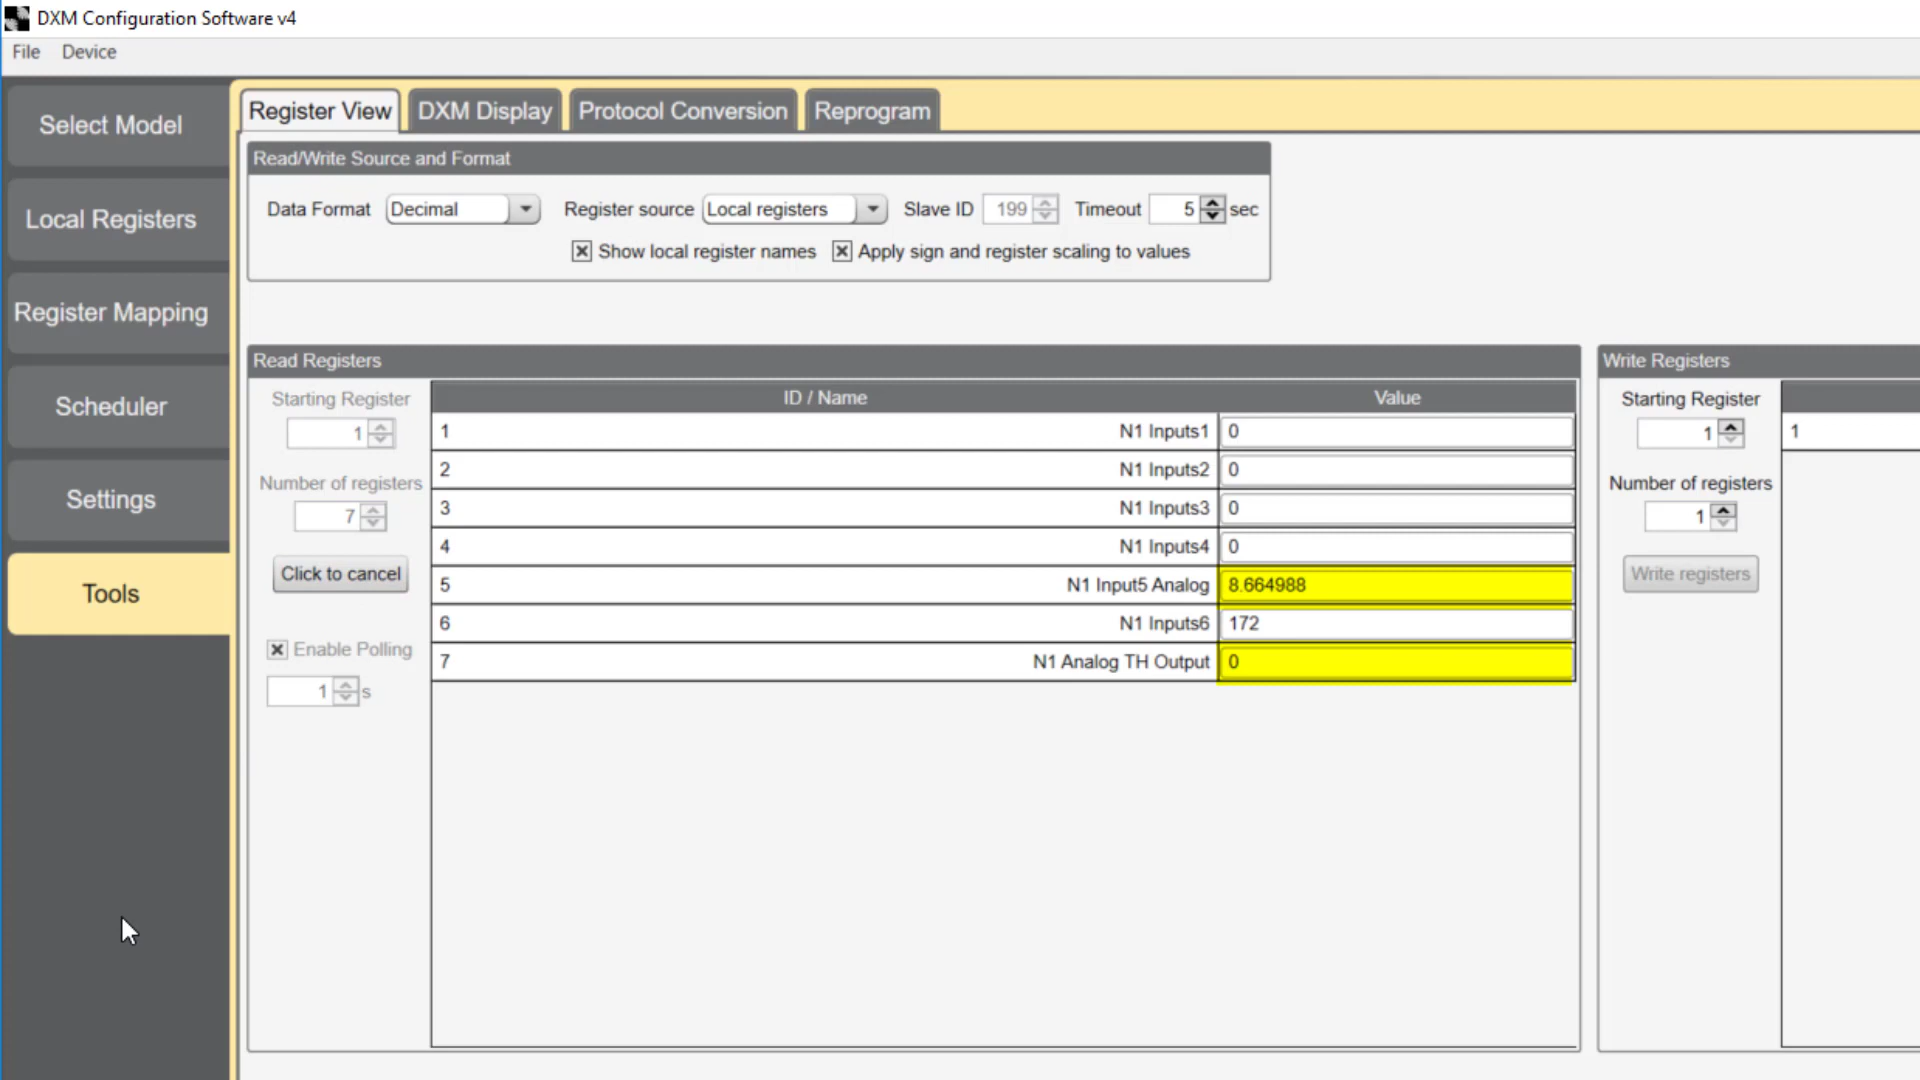 DXM Configuration Software v4
File Device
Select Model
Local Registers
Register Mapping
Scheduler
Settings
Tools
Register View DXM Display Protocol Conversion Reprogram
Read/Write Source and Format
Data Format Decimal Register source Local registers Slave ID 199 Timeout 5 sec
Show local register names Apply sign and register scaling to values
Read Registers
Starting Register
1
Number of registers
7
Click to cancel
Enable Polling
1 s
ID / Name Value
1 N1 Inputs1 0
2 N1 Inputs2 0
3 N1 Inputs3 0
4 N1 Inputs4 0
5 N1 Input5 Analog 8.664988
6 N1 Inputs6 172
7 N1 Analog TH Output 0
Write Registers
Starting Register
1
Number of registers
1
Write registers
1